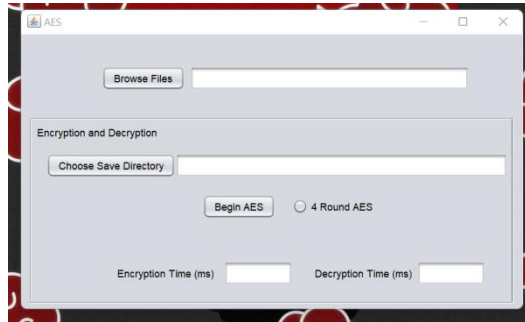 AES
Browse Files
Encryption and Decryption
Choose Save Directory
Begin AES 4 Round AES
Encryption Time (ms) Decryption Time (ms)